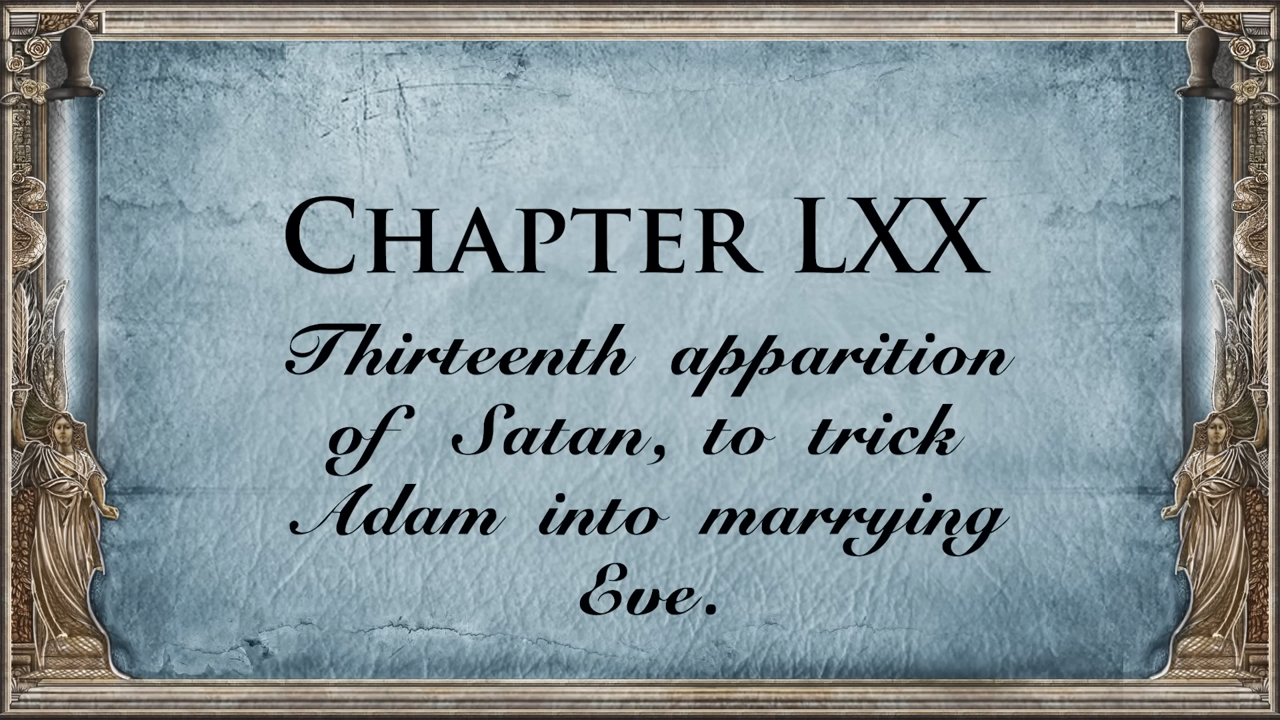 Chapter LXX
Thirteenth apparition
of Satan, to trick
Adam into marrying
Eve.